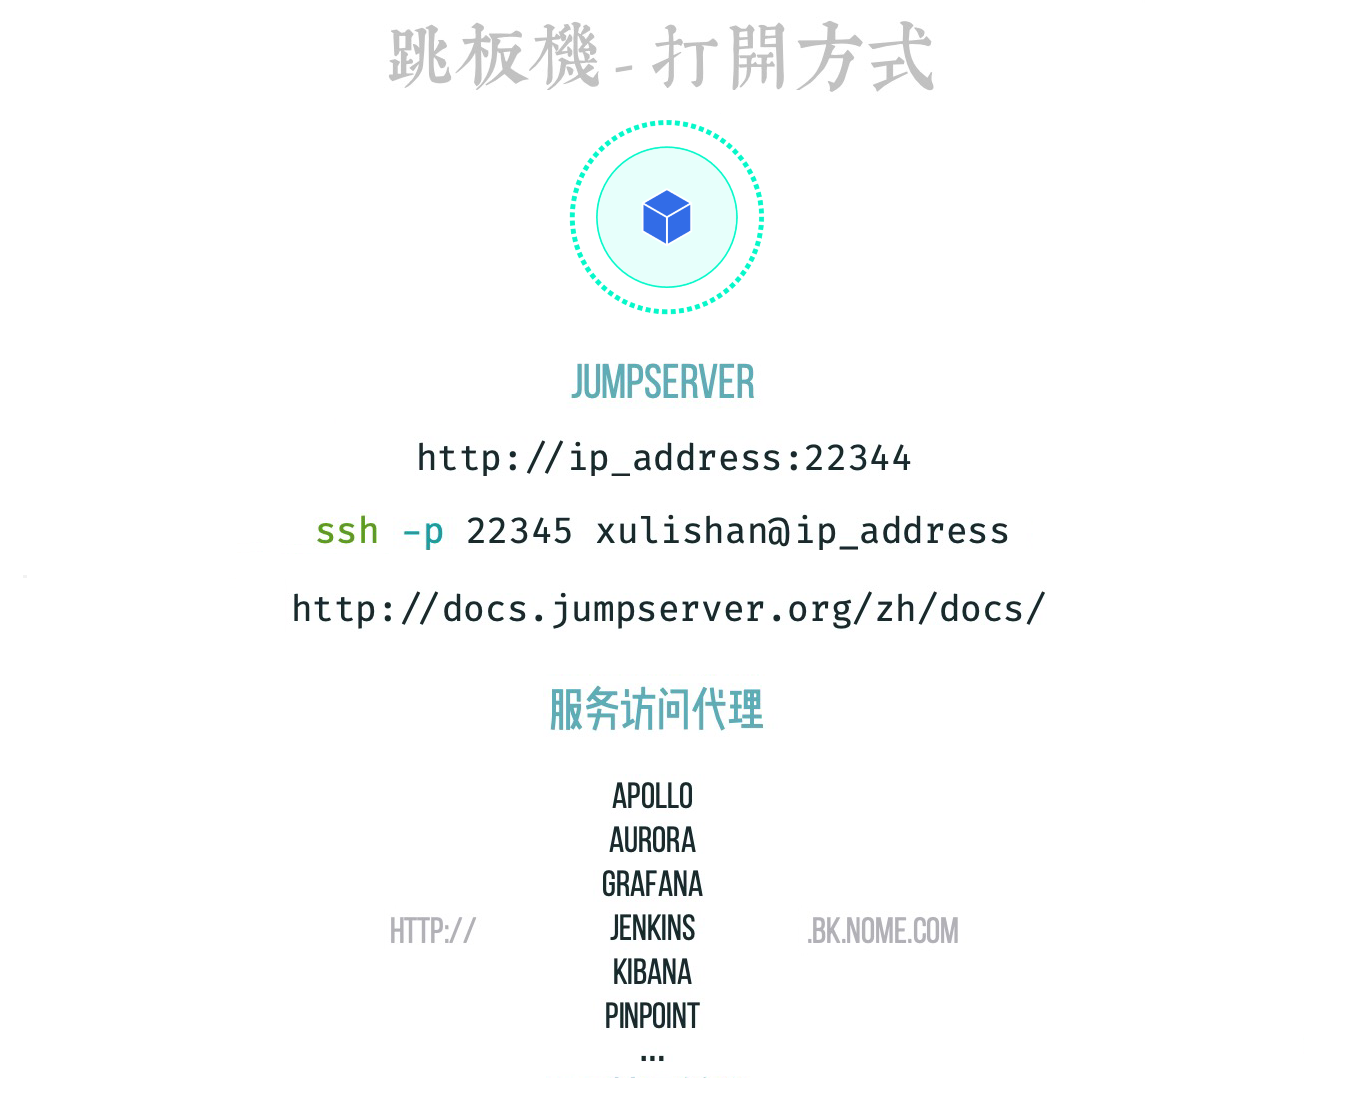 跳板機-打開方式
JUMPSERVER
http://ip_address:22344
ssh -p 22345 xulishan@ip_address
http://docs.jumpserver.org/zh/docs/
服务访问代理
APOLLO
AURORA
GRAFANA
HTTP:// JENKINS .BK.NOME.COM
KIBANA
PINPOINT
...